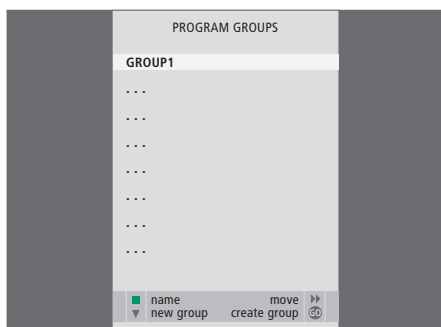 PROGRAM GROUPS
GROUP1
. . .
. . .
. . .
. . .
. . .
. . .
. . .
name move
new group create group GO